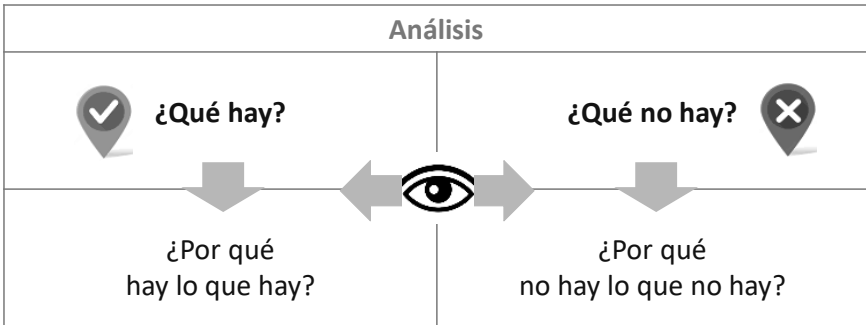 Análisis
¿Qué hay?
¿Qué no hay?
¿Por qué
hay lo que hay?
¿Por qué
no hay lo que no hay?